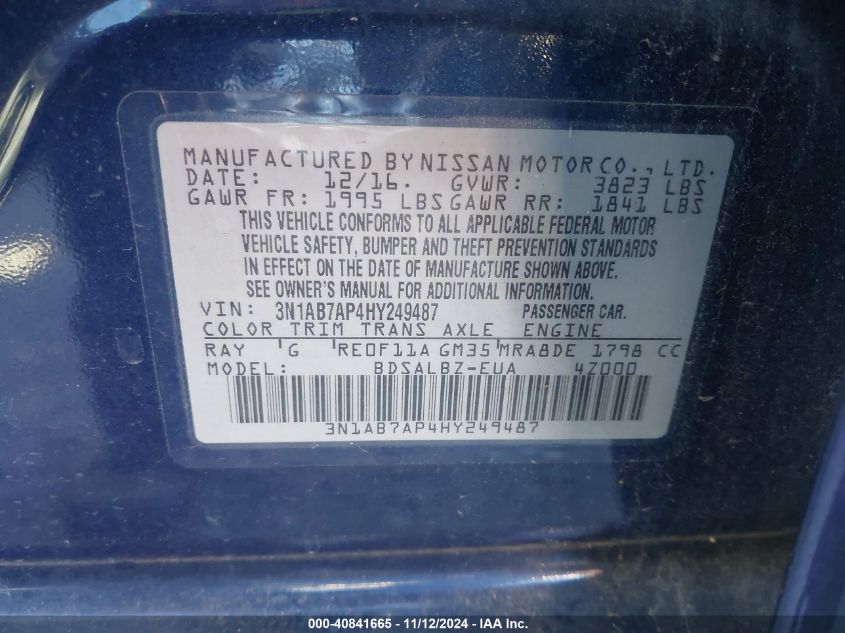 MANUFACTURED BY NISSAN MOTOR CO., LTD.
DATE: 12/16. GVWR: 3823 LBS
GAWR FR: 1995 LBS GAWR RR: 1841 LBS
THIS VEHICLE CONFORMS TO ALL APPLICABLE FEDERAL MOTOR
VEHICLE SAFETY, BUMPER AND THEFT PREVENTION STANDARDS
IN EFFECT ON THE DATE OF MANUFACTURE SHOWN ABOVE.
SEE OWNER'S MANUAL FOR ADDITIONAL INFORMATION.
VIN: 3N1AB7AP4HY249487 PASSENGER CAR.
COLOR TRIM TRANS AXLE ENGINE
RAY G RE0F11A GM35 MRA8DE 1798 CC
MODEL: BDSALBZ-EUA 4Z000
3N1AB7AP4HY249487
000-40841665 - 11/12/2024 - IAA, Inc.